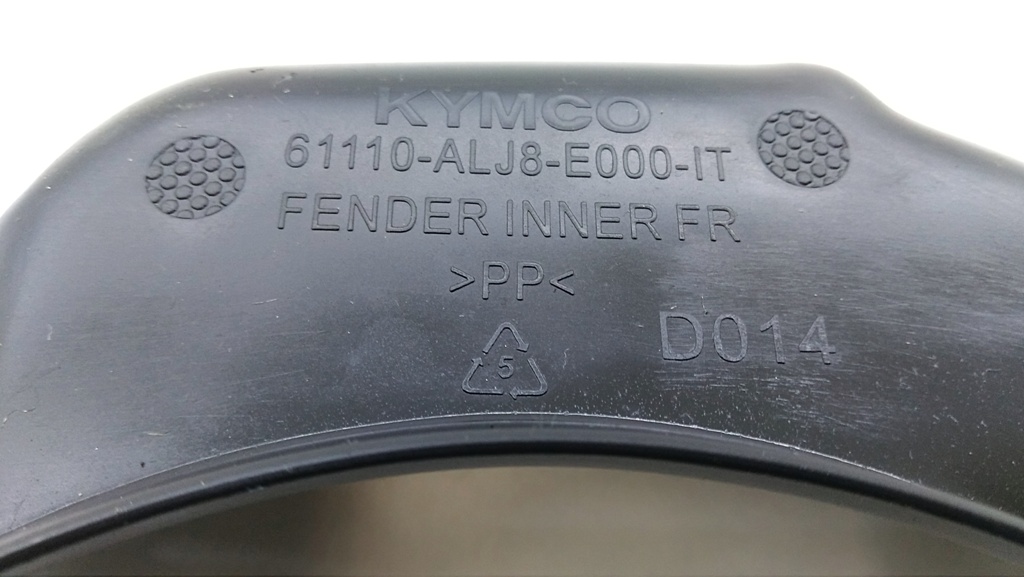 KYMCO
61110-ALJ8-E000-IT
FENDER INNER FR
>PP<
5
D014